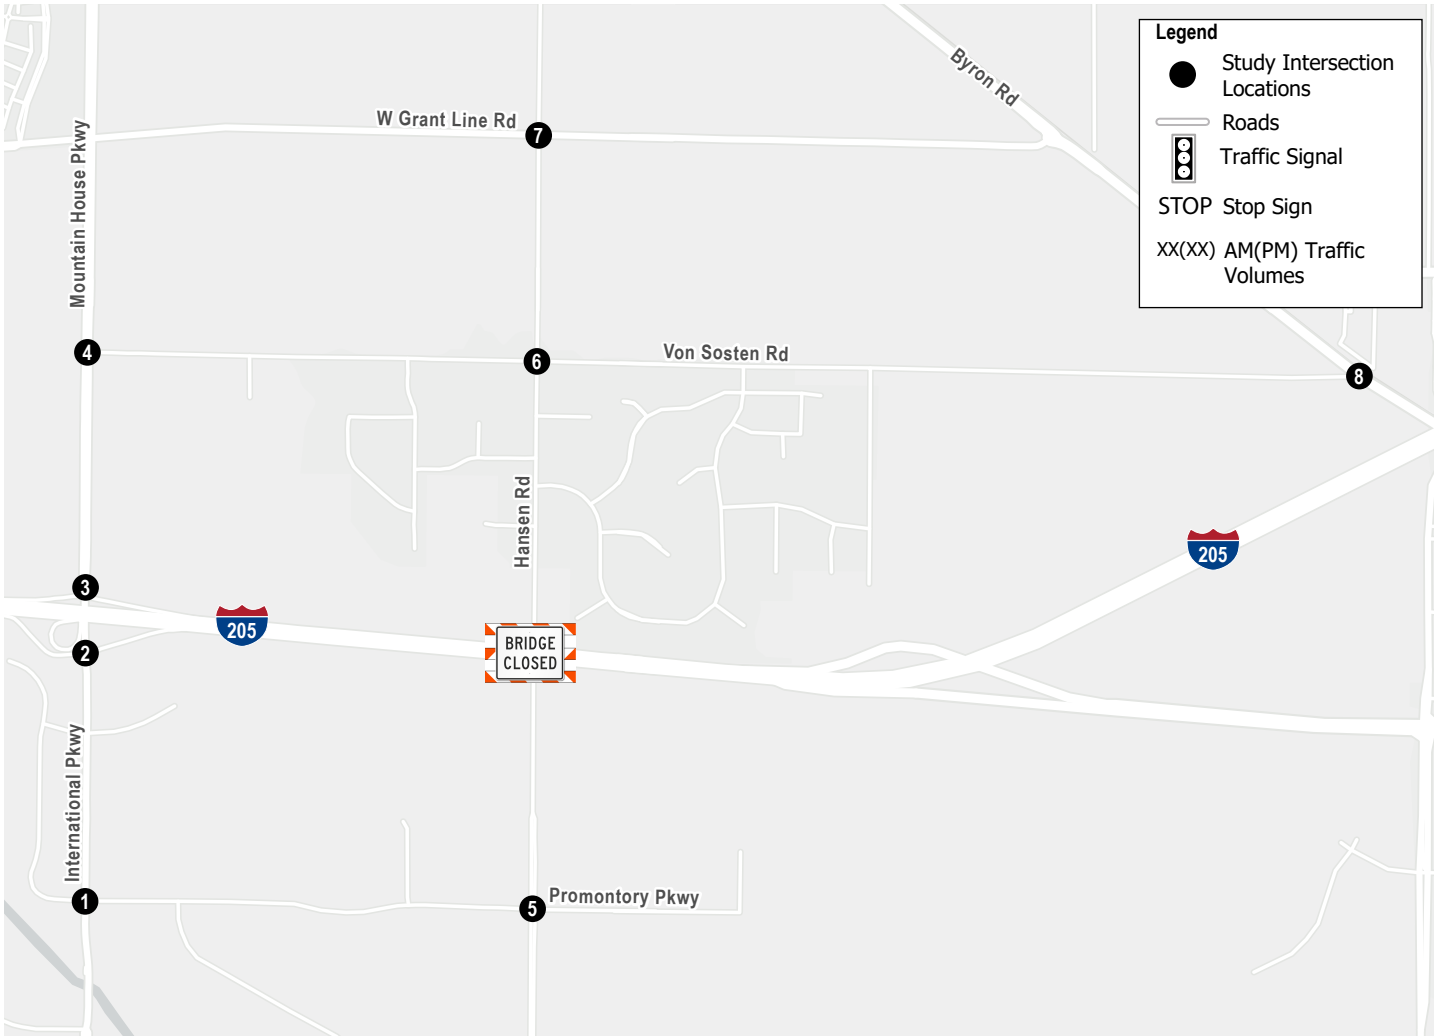 Legend
Study Intersection
Locations
Roads
Traffic Signal
STOP Stop Sign
XX(XX) AM(PM) Traffic
Volumes
Byron Rd
W Grant Line Rd
7
Mountain House Pkwy
4
6
Von Sosten Rd
8
Hansen Rd
3
205
205
2
BRIDGE
CLOSED
International Pkwy
1
5
Promontory Pkwy